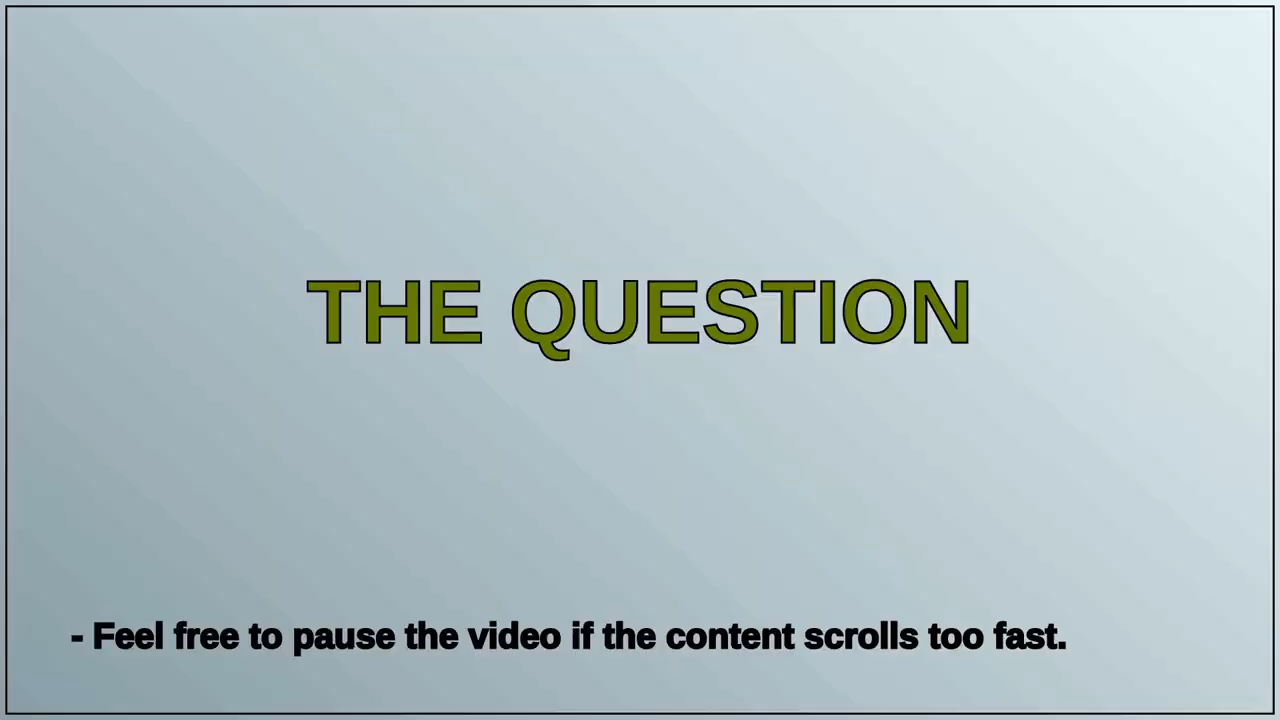 THE QUESTION
- Feel free to pause the video if the content scrolls too fast.